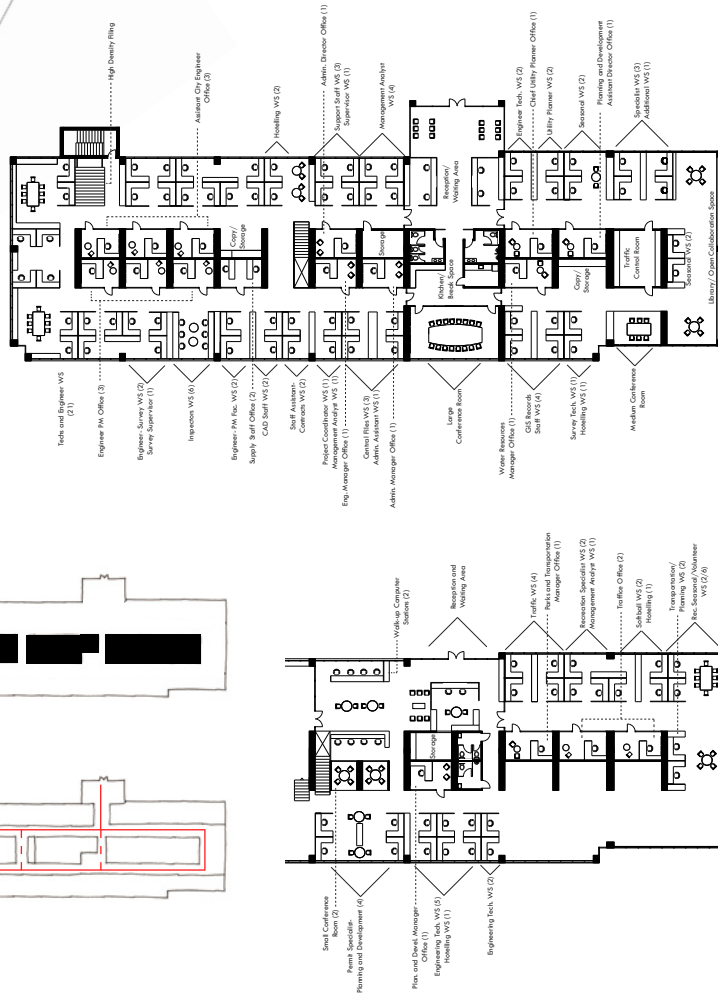 High Density Filing
Assistant City Engineer
Office (3)
Hotelling WS (2)
Admin. Director Office (1)
Support Staff WS (3)
Supervisor WS (1)
Management Analyst
WS (4)
Engineer Tech. WS (2)
Chief Utility Planner Office (1)
Utility Planner WS (2)
Seasonal WS (2)
Planning and Development
Assistant Director Office (1)
Specialist WS (3)
Additional WS (1)
Copy/
Storage
Storage
Reception/
Waiting Area
Kitchen/
Break Space
Large
Conference Room
Copy/
Storage
Traffic
Control Room
Seasonal WS (2)
Library/ Open Collaboration Space
Techs and Engineer WS
(21)
Engineer PM Office (3)
Engineer- Survey WS (2)
Survey Supervisor (1)
Inspectors WS (6)
Engineer- PM Fac. WS (2)
Supply Staff Office (2)
CAD Staff WS (2)
Staff Assistant-
Contracts WS (2)
Project Coordinator WS (1)
Management Analyst WS (1)
Eng. Manager Office (1)
Central Files WS (3)
Admin. Assistant WS (1)
Admin. Manager Office (1)
Water Resources
Manager Office (1)
GIS Records
Staff WS (4)
Survey Tech. WS (1)
Hotelling WS (1)
Medium Conference
Room
Walk-up Computer
Stations (2)
Reception and
Waiting Area
Traffic WS (4)
Parks and Transportation
Manager Office (1)
Recreation Specialist WS (2)
Management Analyst WS (1)
Traffice Office (2)
Softball WS (2)
Hotelling (1)
Transportation/
Planning WS (2)
Rec. Seasonal/Volunteer
WS (2/6)
Storage
Small Conference
Room (2)
Permit Specialist-
Planning and Development (4)
Plan. and Devel. Manager
Office (1)
Engineering Tech. WS (5)
Hotelling WS (1)
Engineering Tech. WS (2)